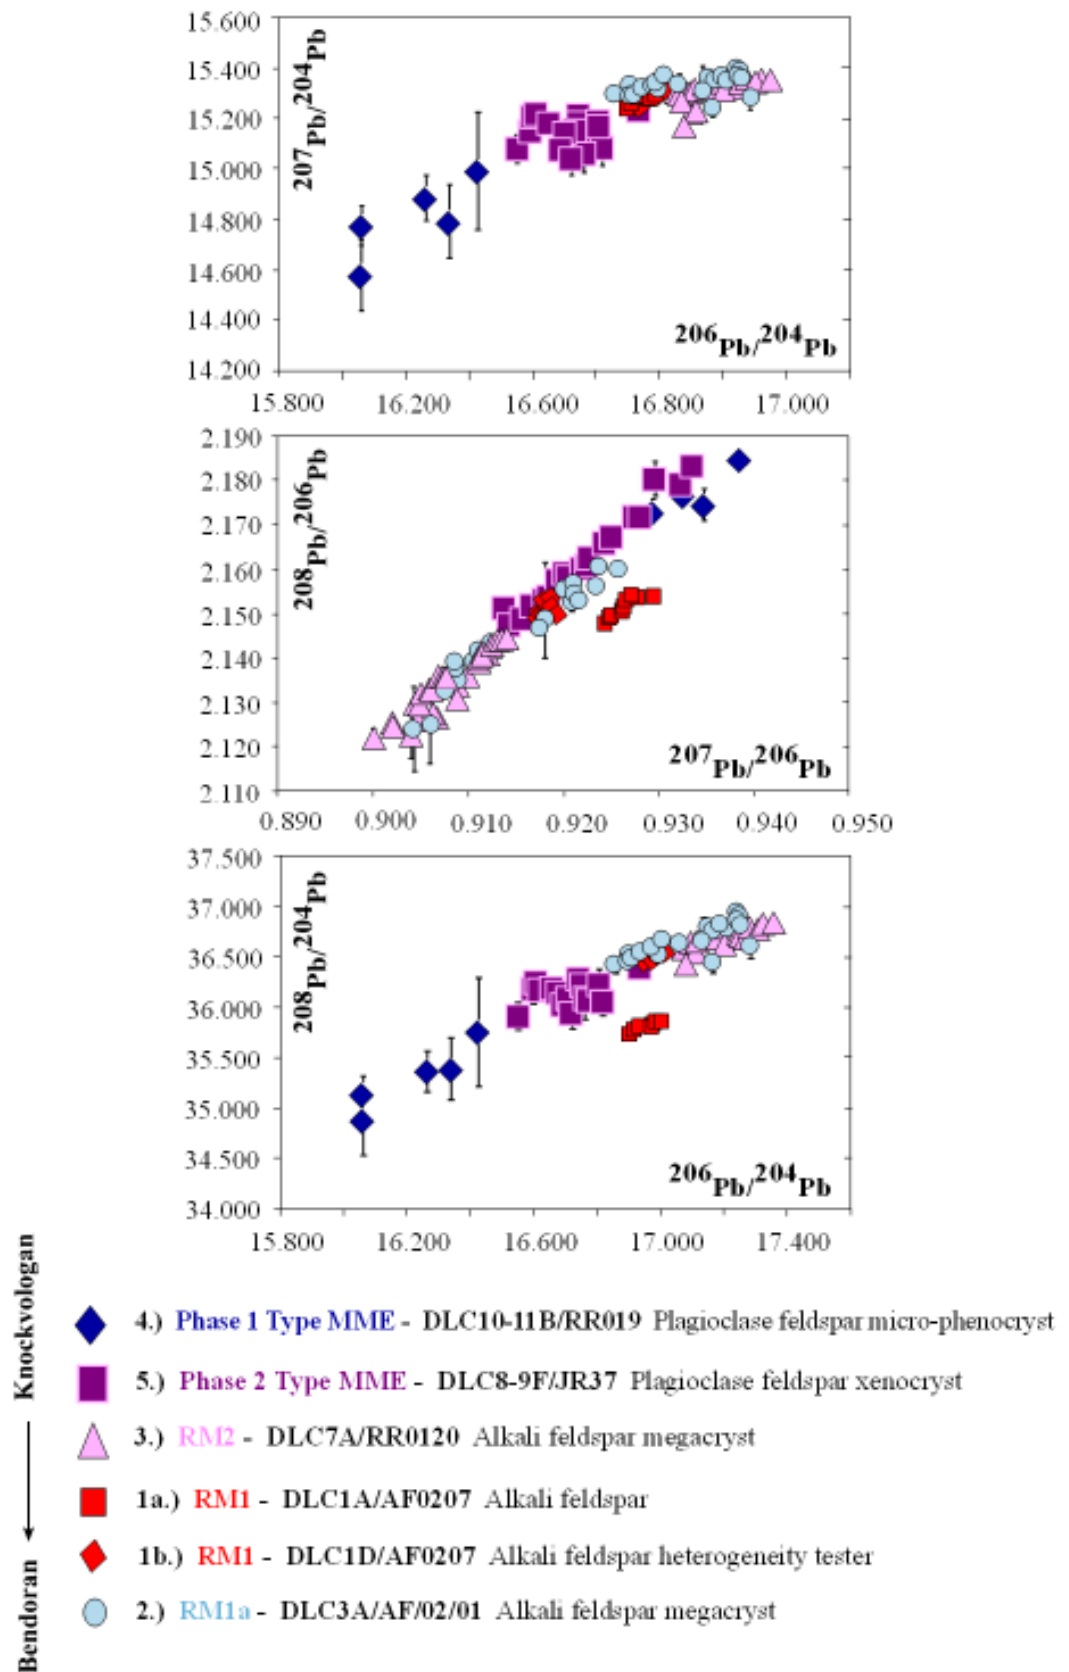 15.600
15.400
15.200
15.000
14.800
14.600
14.400
14.200
207Pb/204Pb
206Pb/204Pb
15.800 16.200 16.600 16.800 17.000
2.190
2.180
2.170
2.160
2.150
2.140
2.130
2.120
2.110
208Pb/206Pb
207Pb/206Pb
0.890 0.900 0.910 0.920 0.930 0.940 0.950
37.500
37.000
36.500
36.000
35.500
35.000
34.500
34.000
208Pb/204Pb
206Pb/204Pb
15.800 16.200 16.600 17.000 17.400
Knockvologan
Bendoran
4.) Phase 1 Type MME - DLC10-11B/RR019 Plagioclase feldspar micro-phenocryst
5.) Phase 2 Type MME - DLC8-9F/JR37 Plagioclase feldspar xenocryst
3.) RM2 - DLC7A/RR0120 Alkali feldspar megacryst
1a.) RM1 - DLC1A/AF0207 Alkali feldspar
1b.) RM1 - DLC1D/AF0207 Alkali feldspar heterogeneity tester
2.) RM1a - DLC3A/AF/02/01 Alkali feldspar megacryst